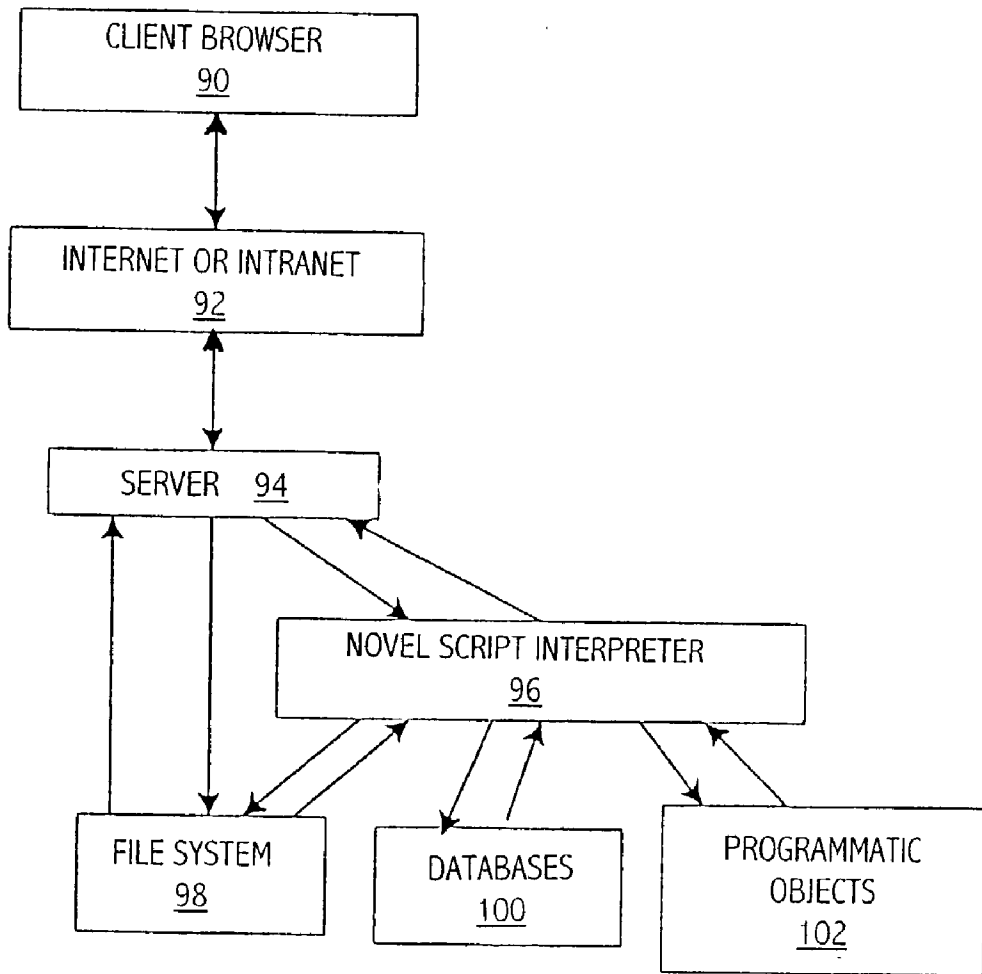 CLIENT BROWSER
90
INTERNET OR INTRANET
92
SERVER 94
NOVEL SCRIPT INTERPRETER
96
FILE SYSTEM
98
DATABASES
100
PROGRAMMATIC
OBJECTS
102